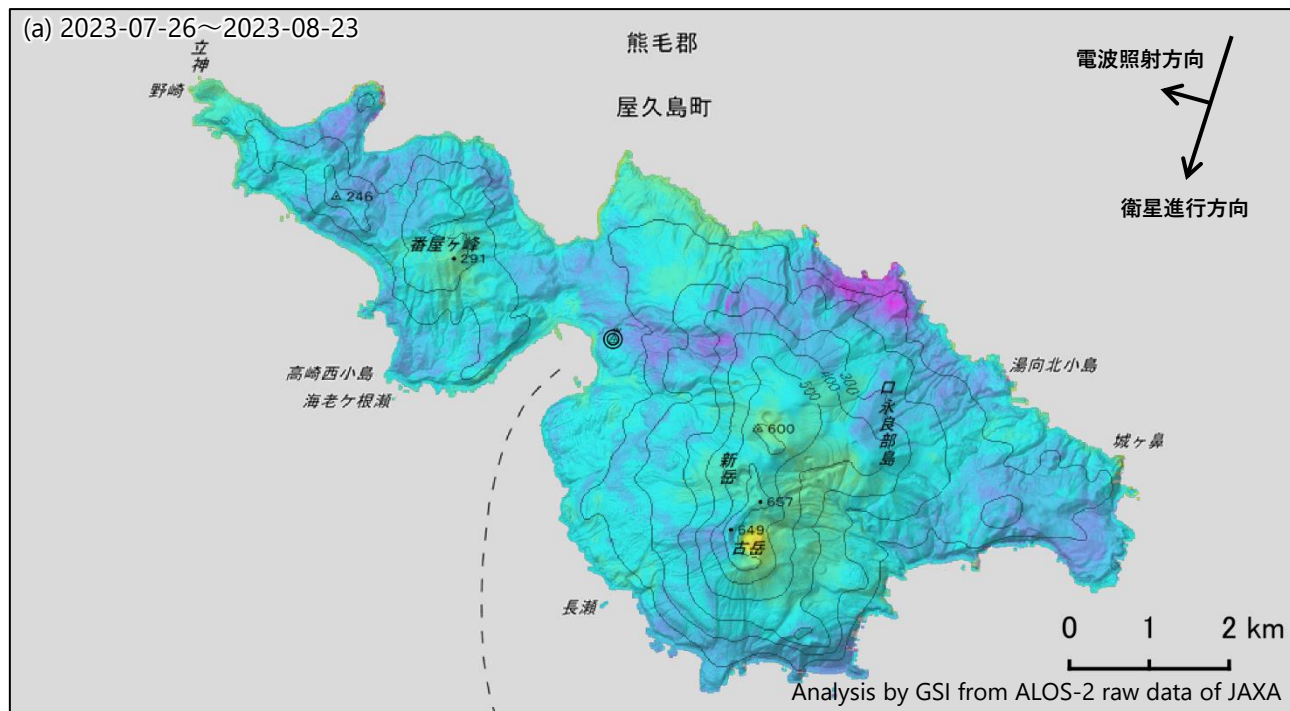 (a) 2023-07-26～2023-08-23
熊毛郡
屋久島町
電波照射方向
衛星進行方向
立神
野崎
246
番屋ヶ峰
291
高崎西小島
海老ケ根瀬
湯向北小島
城ヶ鼻
口永良部島
300
400
500
600
新岳
657
649
古岳
長瀬
0 1 2 km
Analysis by GSI from ALOS-2 raw data of JAXA